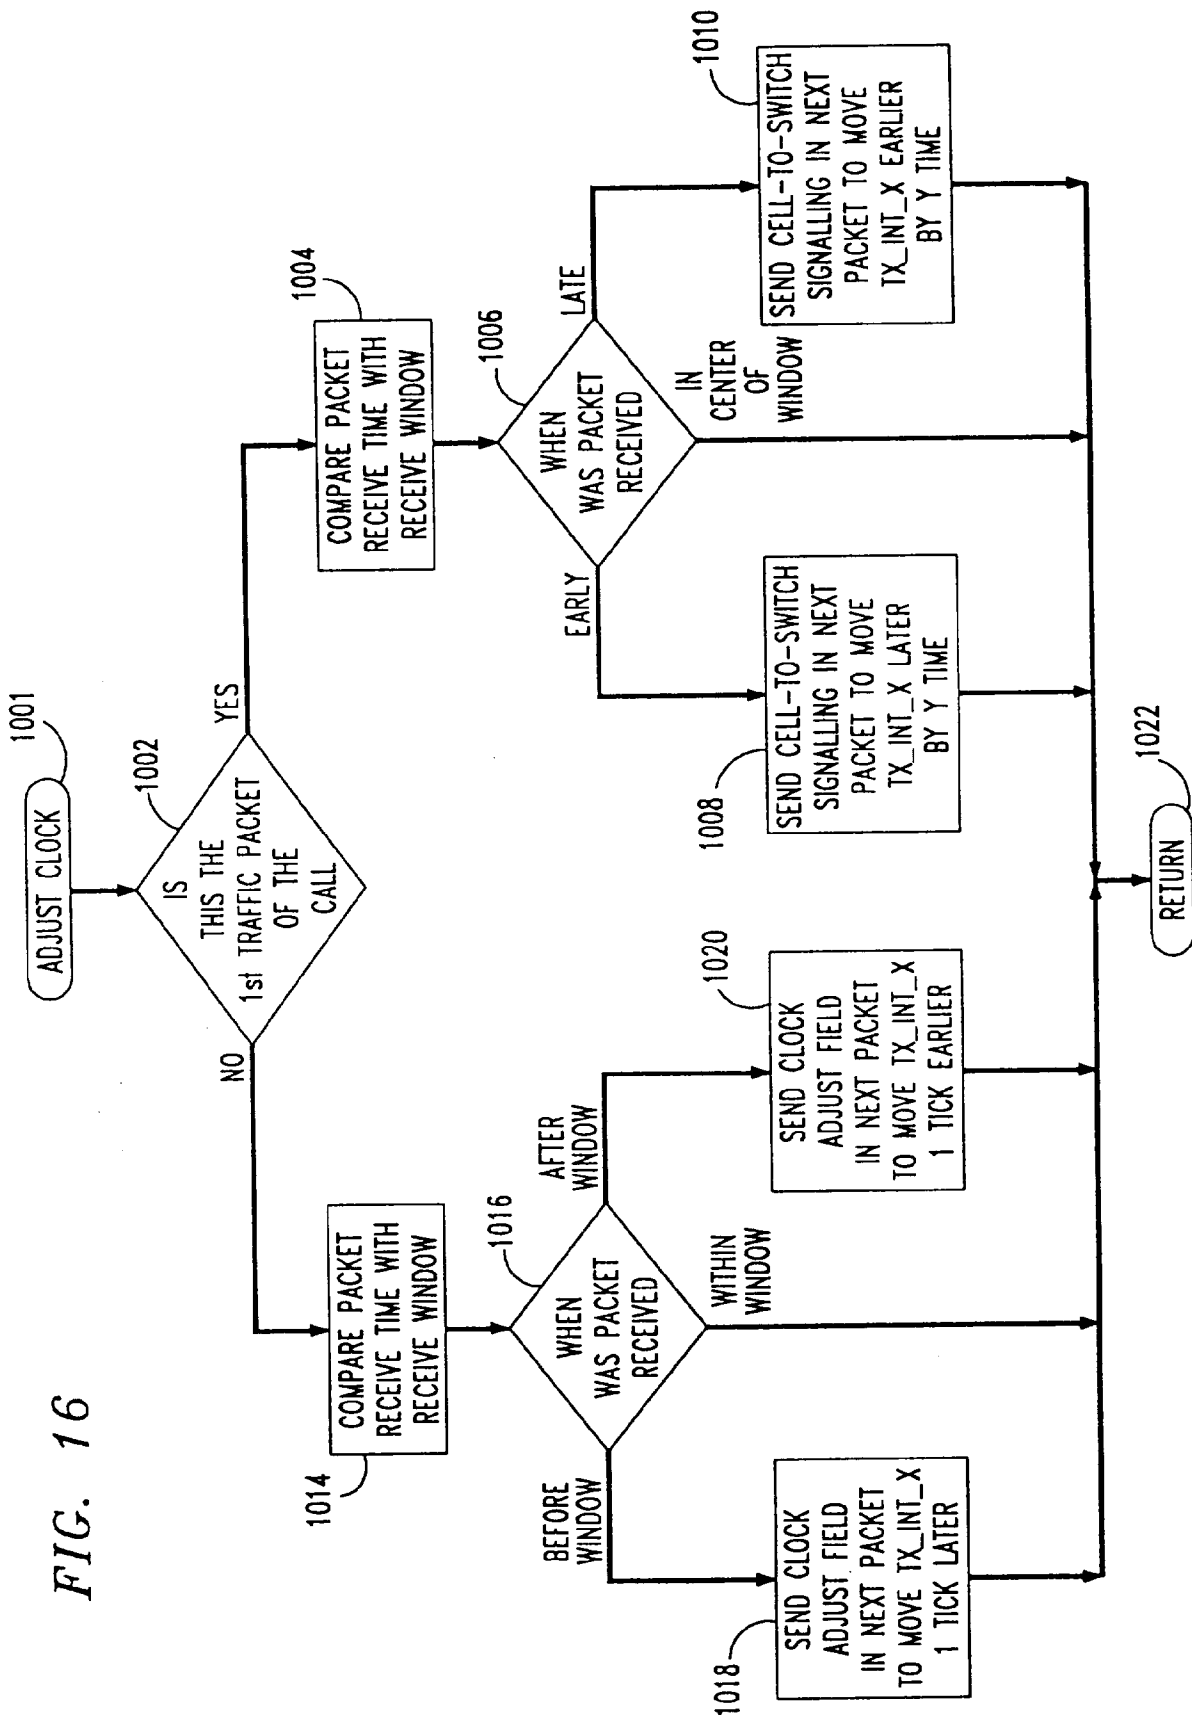 FIG. 16
ADJUST CLOCK
1001
IS
THIS THE
1st TRAFFIC PACKET
OF THE
CALL
1002
NO
YES
1014
COMPARE PACKET
RECEIVE TIME WITH
RECEIVE WINDOW
COMPARE PACKET
RECEIVE TIME WITH
RECEIVE WINDOW
1004
WHEN
WAS PACKET
RECEIVED
1016
BEFORE
WINDOW
AFTER
WINDOW
WITHIN
WINDOW
WHEN
WAS PACKET
RECEIVED
1006
EARLY
LATE
IN
CENTER
OF
WINDOW
1018
SEND CLOCK
ADJUST FIELD
IN NEXT PACKET
TO MOVE TX_INT_X
1 TICK LATER
SEND CLOCK
ADJUST FIELD
IN NEXT PACKET
TO MOVE TX_INT_X
1 TICK EARLIER
1020
1008
SEND CELL-TO-SWITCH
SIGNALLING IN NEXT
PACKET TO MOVE
TX_INT_X LATER
BY Y TIME
SEND CELL-TO-SWITCH
SIGNALLING IN NEXT
PACKET TO MOVE
TX_INT_X EARLIER
BY Y TIME
1010
RETURN
1022